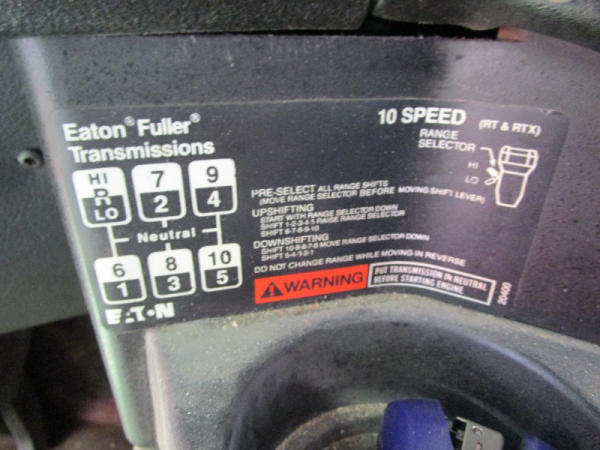 Eaton® Fuller®
Transmissions
10 SPEED (RT & RTX)
RANGE
SELECTOR
HI
LO
HI 7 9
R 2 4
LO
Neutral
6 8 10
1 3 5
EATON
PRE-SELECT ALL RANGE SHIFTS
(MOVE RANGE SELECTOR BEFORE MOVING SHIFT LEVER)
UPSHIFTING
START WITH RANGE SELECTOR DOWN
SHIFT 1-2-3-4-5 RAISE RANGE SELECTOR
SHIFT 6-7-8-9-10
DOWNSHIFTING
SHIFT 10-9-8-7-6 MOVE RANGE SELECTOR DOWN
SHIFT 5-4-3-2-1
DO NOT CHANGE RANGE WHILE MOVING IN REVERSE
WARNING
PUT TRANSMISSION IN NEUTRAL
BEFORE STARTING ENGINE
20400